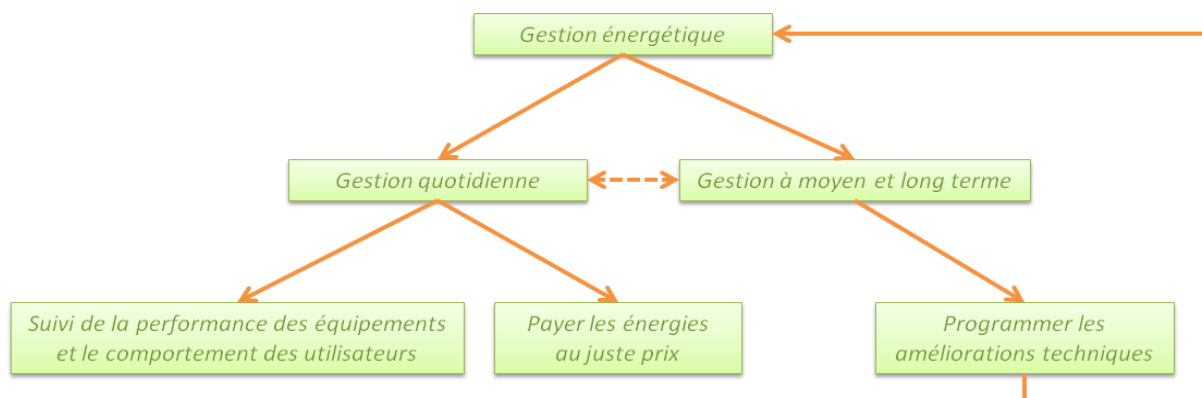 Gestion énergétique
Gestion quotidienne
Gestion à moyen et long terme
Suivi de la performance des équipements
et le comportement des utilisateurs
Payer les énergies
au juste prix
Programmer les
améliorations techniques